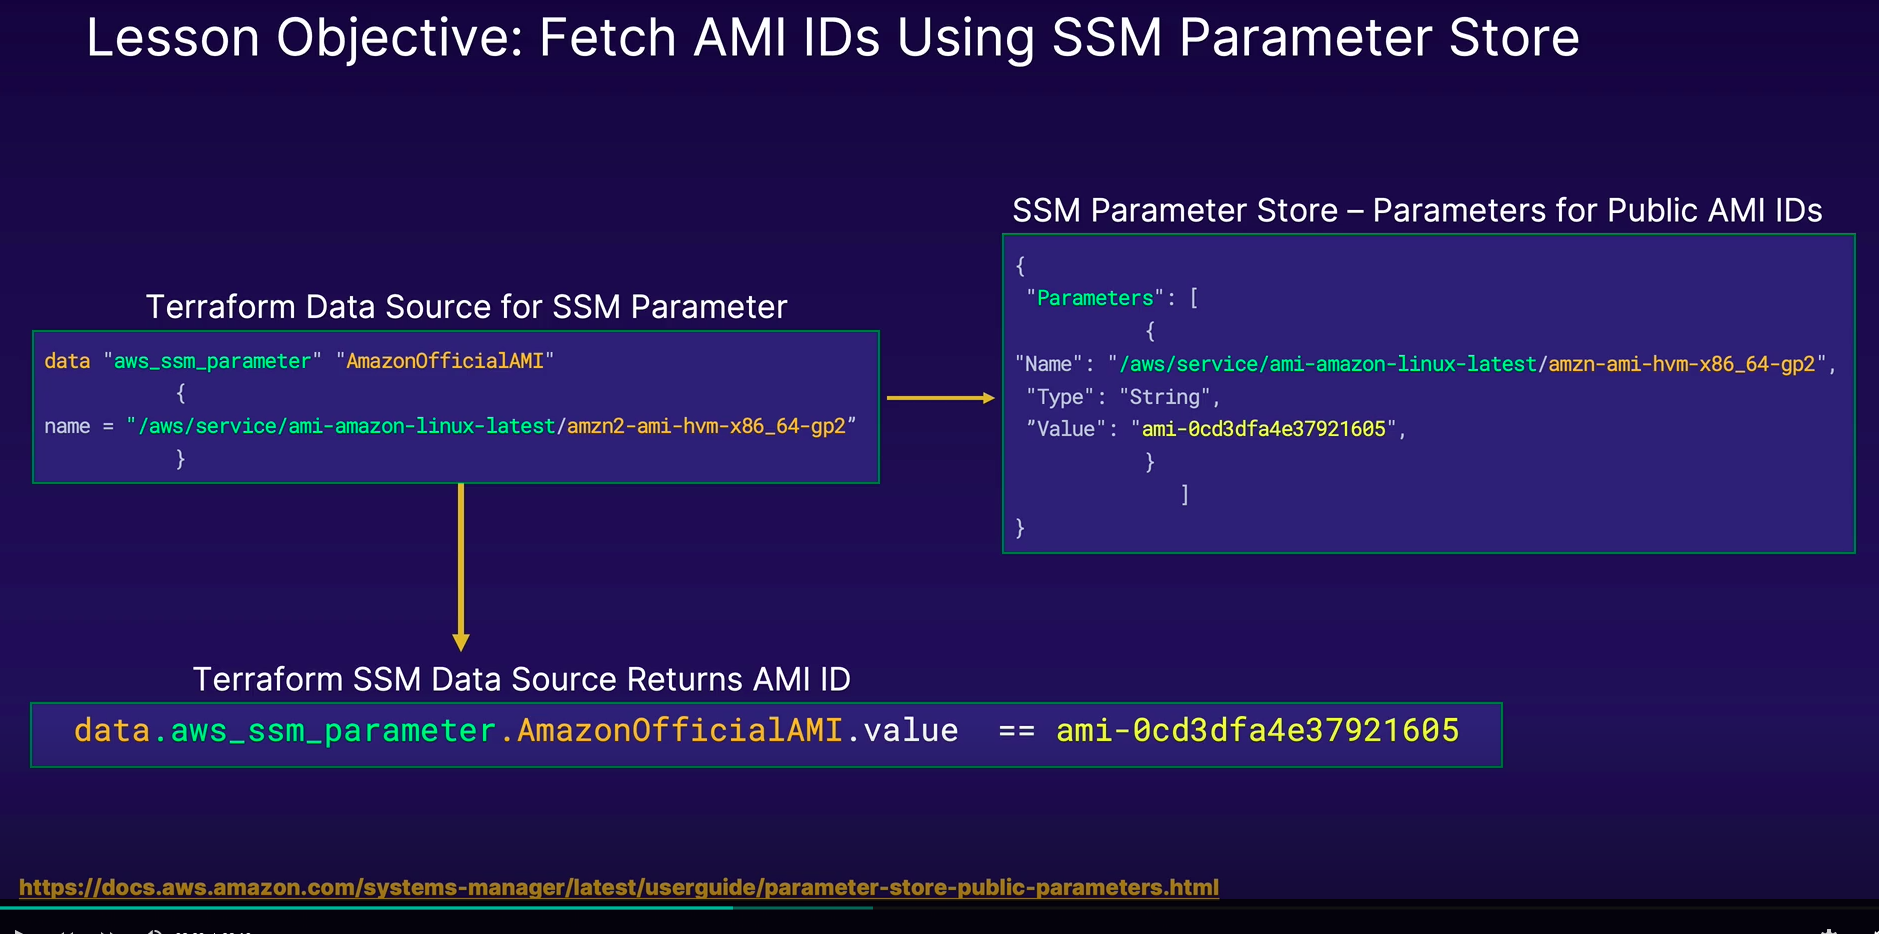 Lesson Objective: Fetch AMI IDs Using SSM Parameter Store
SSM Parameter Store – Parameters for Public AMI IDs
{
"Parameters": [
{
"Name": "/aws/service/ami-amazon-linux-latest/amzn-ami-hvm-x86_64-gp2",
"Type": "String",
”Value": "ami-0cd3dfa4e37921605",
}
]
}
Terraform Data Source for SSM Parameter
data "aws_ssm_parameter" "AmazonOfficialAMI"
{
name = "/aws/service/ami-amazon-linux-latest/amzn2-ami-hvm-x86_64-gp2”
}
Terraform SSM Data Source Returns AMI ID
data.aws_ssm_parameter.AmazonOfficialAMI.value == ami-0cd3dfa4e37921605
https://docs.aws.amazon.com/systems-manager/latest/userguide/parameter-store-public-parameters.html